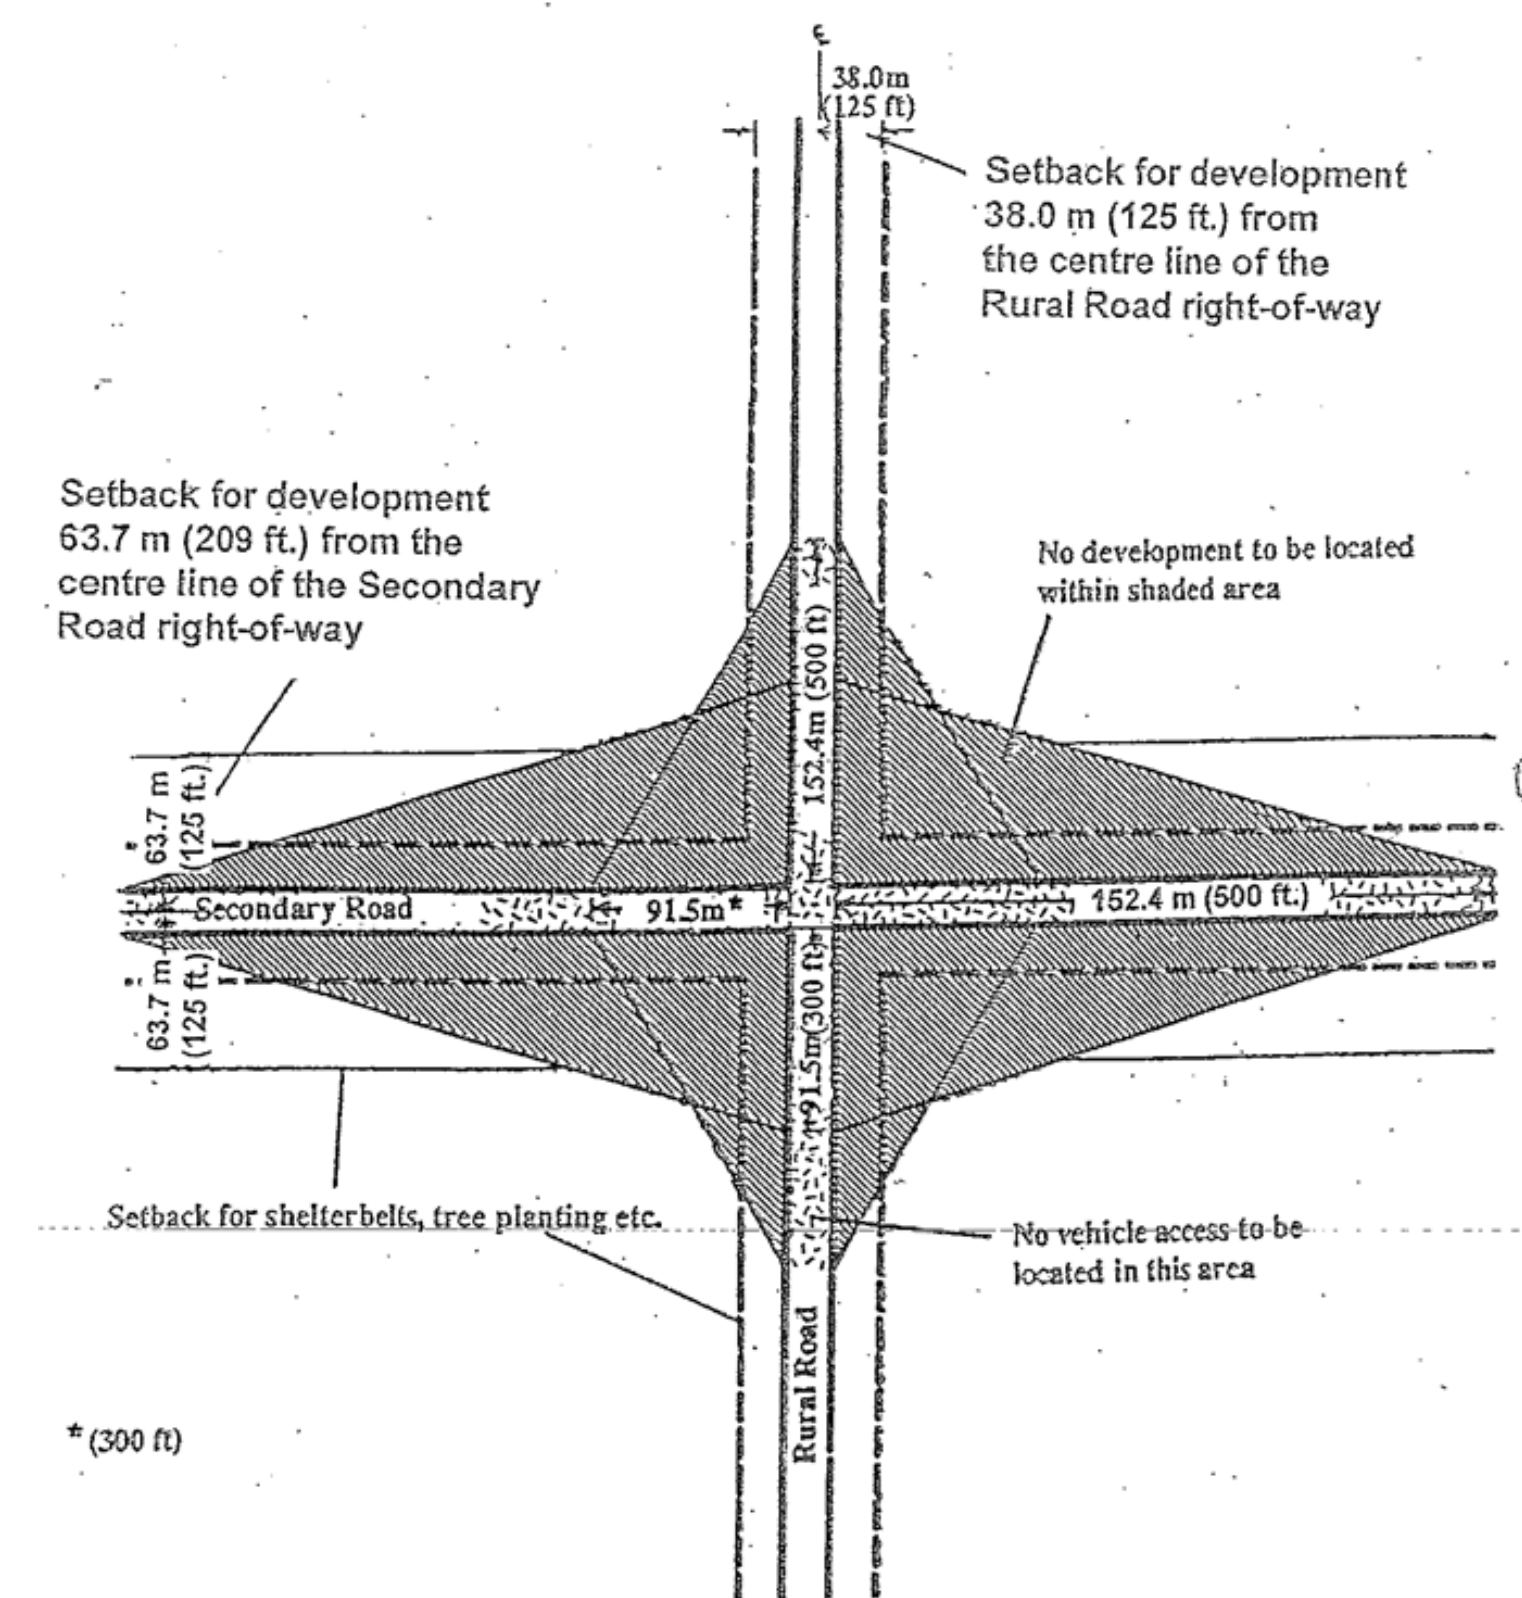 38.0m
(125 ft)
Setback for development
38.0 m (125 ft.) from
the centre line of the
Rural Road right-of-way
Setback for development
63.7 m (209 ft.) from the
centre line of the Secondary
Road right-of-way
No development to be located
within shaded area
152.4m (500 ft)
63.7 m
(125 ft.)
Secondary Road
91.5m*
152.4 m (500 ft.)
63.7 m
(125 ft.)
91.5m(300 ft)
Setback for shelterbelts, tree planting etc.
No vehicle access to be
located in this area
Rural Road
*(300 ft)